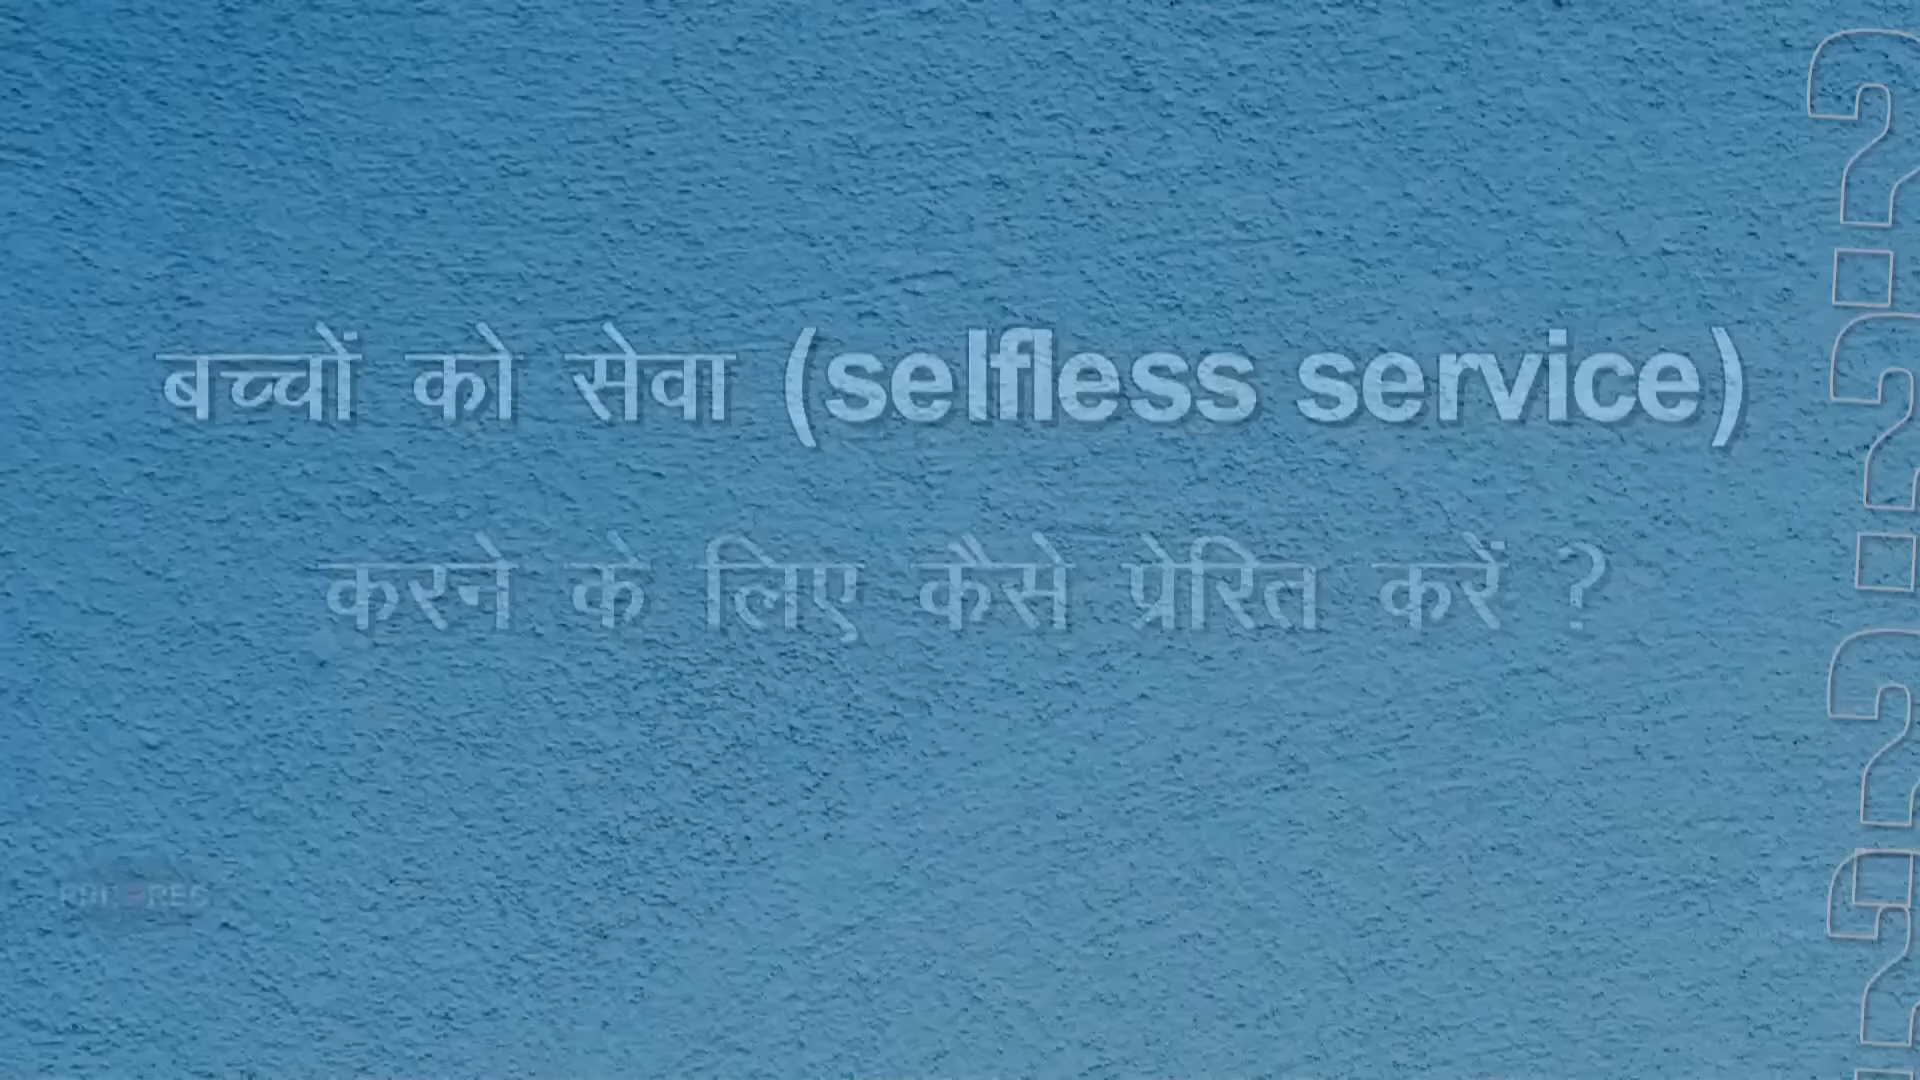 बच्चों को सेवा (selfless service)
करने के लिए कैसे प्रेरित करें ?